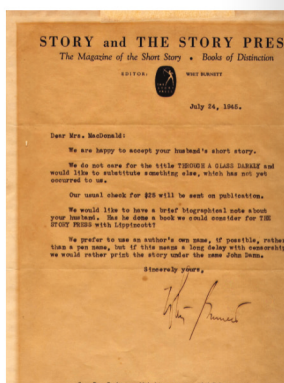 STORY and THE STORY PRES
The Magazine of the Short Story • Books of Distinction
EDITOR:
WHIT BURNETT
July 24, 1945.
Dear Mrs. MacDonald:
We are happy to accept your husband's short story.
We do not care for the title THROUGH A GLASS DARKLY and
would like to substitute something else, which has not yet
occurred to us.
Our usual check for $25 will be sent on publication.
We would like to have a brief biographical note about
your husband. Has he done a book we could consider for THE
STORY PRESS with Lippincott?
We prefer to use an author's own name, if possible, rathe
than a pen name, but if this means a long delay with censorship
we would rather print the story under the name John Dann.
Sincerely yours,
Whit Burnett